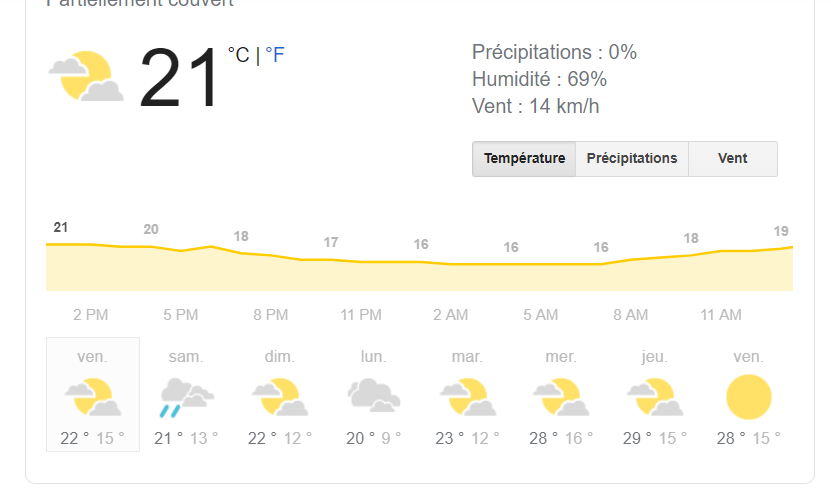 Partiellement couvert
21 °C | °F
Précipitations : 0%
Humidité : 69%
Vent : 14 km/h
Température Précipitations Vent
21 20 18 17 16 16 16 18 19
2 PM 5 PM 8 PM 11 PM 2 AM 5 AM 8 AM 11 AM
ven. sam. dim. lun. mar. mer. jeu. ven.
22 ° 15 ° 21 ° 13 ° 22 ° 12 ° 20 ° 9 ° 23 ° 12 ° 28 ° 16 ° 29 ° 15 ° 28 ° 15 °